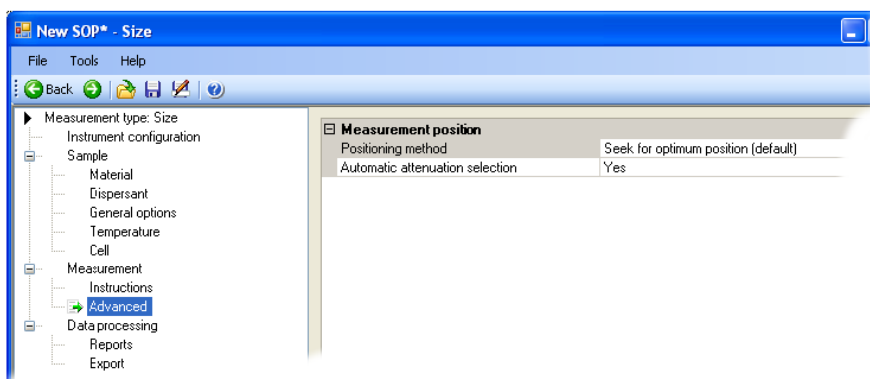 New SOP* - Size
File Tools Help
Back
Measurement type: Size
Instrument configuration
Sample
Material
Dispersant
General options
Temperature
Cell
Measurement
Instructions
Advanced
Data processing
Reports
Export
Measurement position
Positioning method Seek for optimum position (default)
Automatic attenuation selection Yes